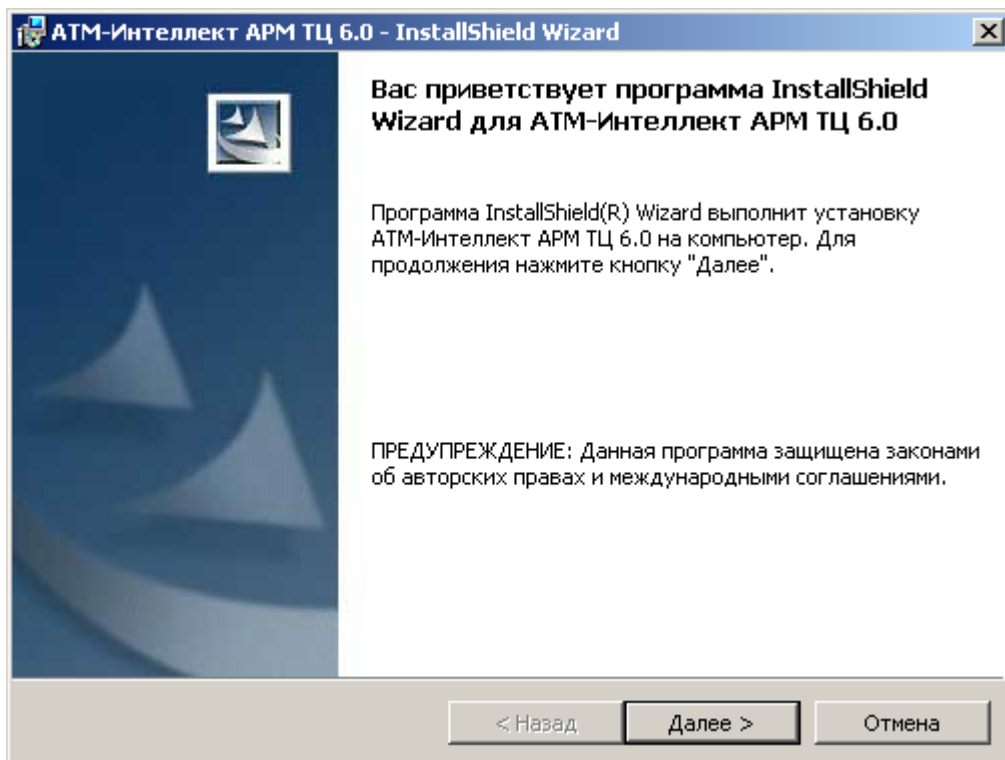 АТМ-Интеллект АРМ ТЦ 6.0 - InstallShield Wizard
Вас приветствует программа InstallShield
Wizard для АТМ-Интеллект АРМ ТЦ 6.0
Программа InstallShield(R) Wizard выполнит установку
АТМ-Интеллект АРМ ТЦ 6.0 на компьютер. Для
продолжения нажмите кнопку "Далее".
ПРЕДУПРЕЖДЕНИЕ: Данная программа защищена законами
об авторских правах и международными соглашениями.
< Назад
Далее >
Отмена